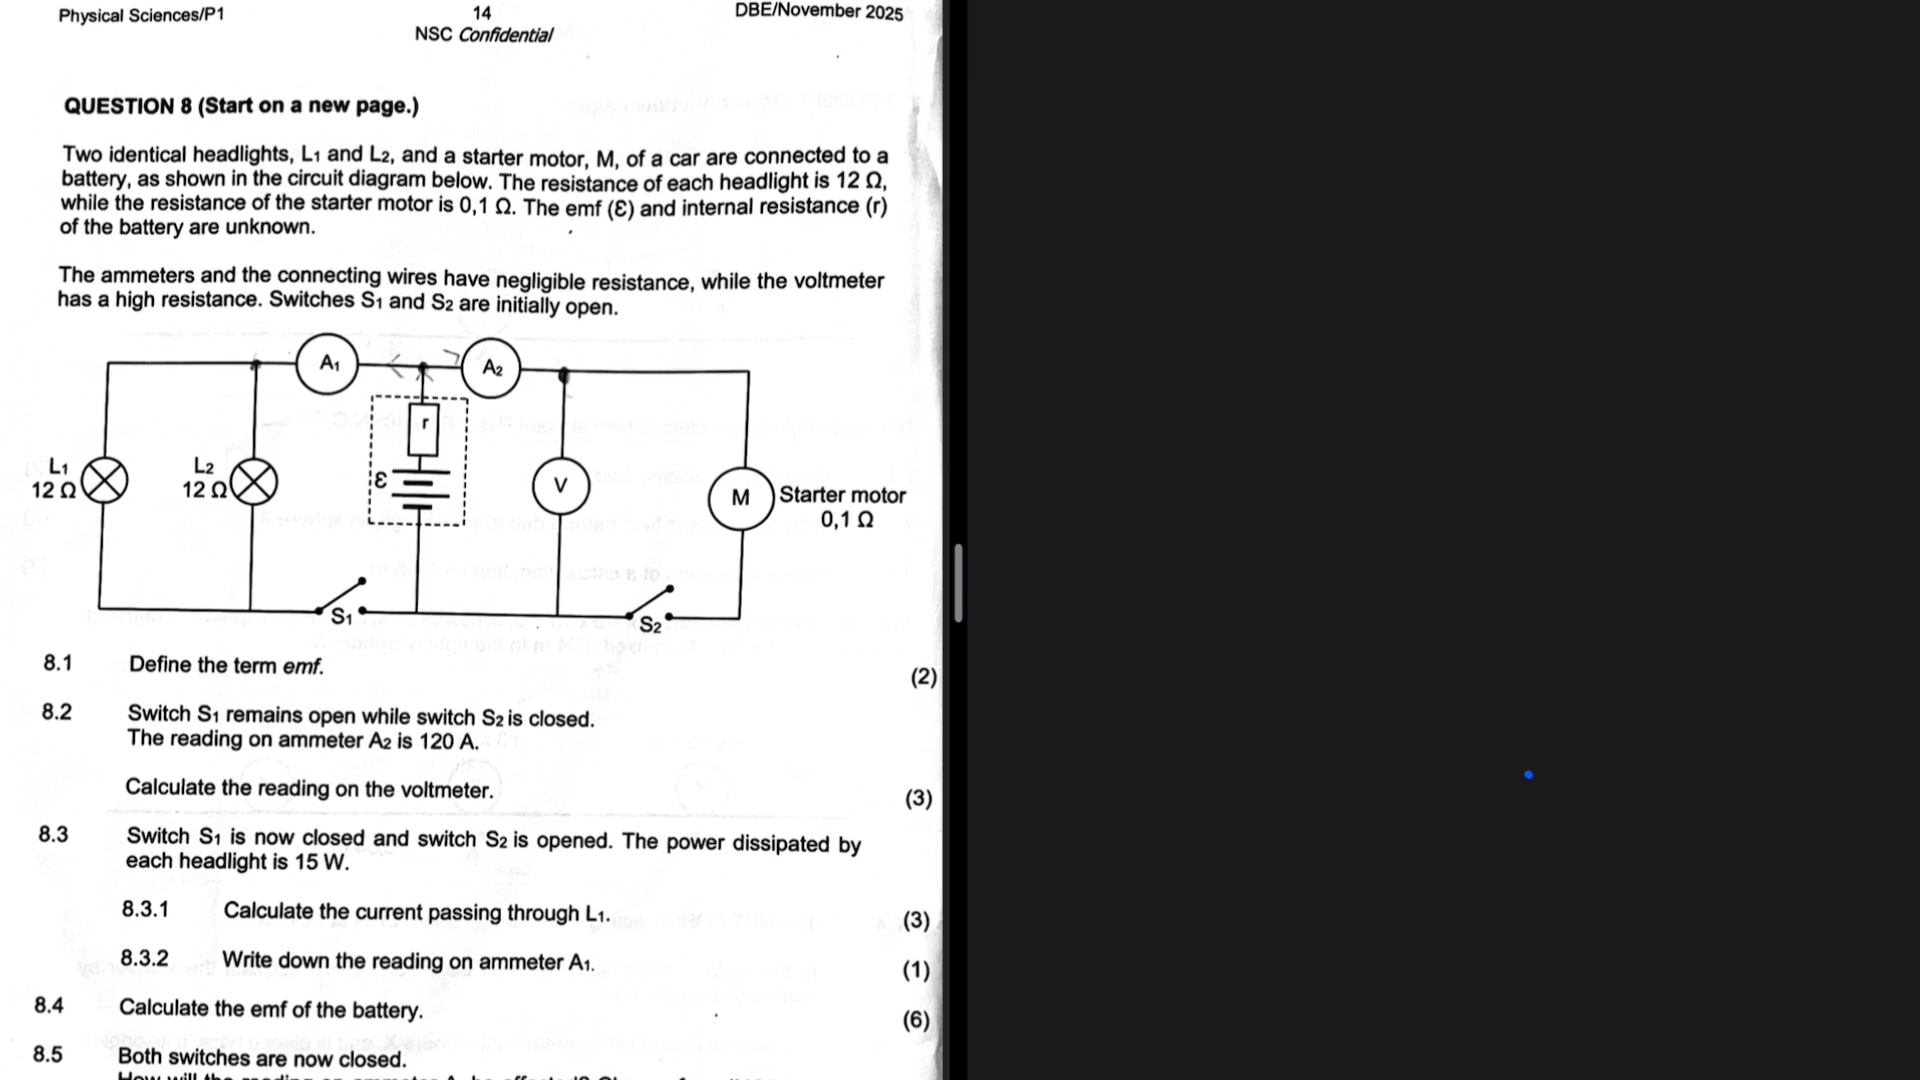 Physical Sciences/P1
14
DBE/November 2025
NSC Confidential
QUESTION 8 (Start on a new page.)
Two identical headlights, L1 and L2, and a starter motor, M, of a car are connected to a
battery, as shown in the circuit diagram below. The resistance of each headlight is 12 Ω,
while the resistance of the starter motor is 0,1 Ω. The emf (Ɛ) and internal resistance (r)
of the battery are unknown.
The ammeters and the connecting wires have negligible resistance, while the voltmeter
has a high resistance. Switches S1 and S2 are initially open.
A1
A2
r
Ɛ
L1
12 Ω
L2
12 Ω
V
M
Starter motor
0,1 Ω
S1
S2
8.1 Define the term emf. (2)
8.2 Switch S1 remains open while switch S2 is closed.
The reading on ammeter A2 is 120 A.
Calculate the reading on the voltmeter. (3)
8.3 Switch S1 is now closed and switch S2 is opened. The power dissipated by
each headlight is 15 W.
8.3.1 Calculate the current passing through L1. (3)
8.3.2 Write down the reading on ammeter A1. (1)
8.4 Calculate the emf of the battery. (6)
8.5 Both switches are now closed.